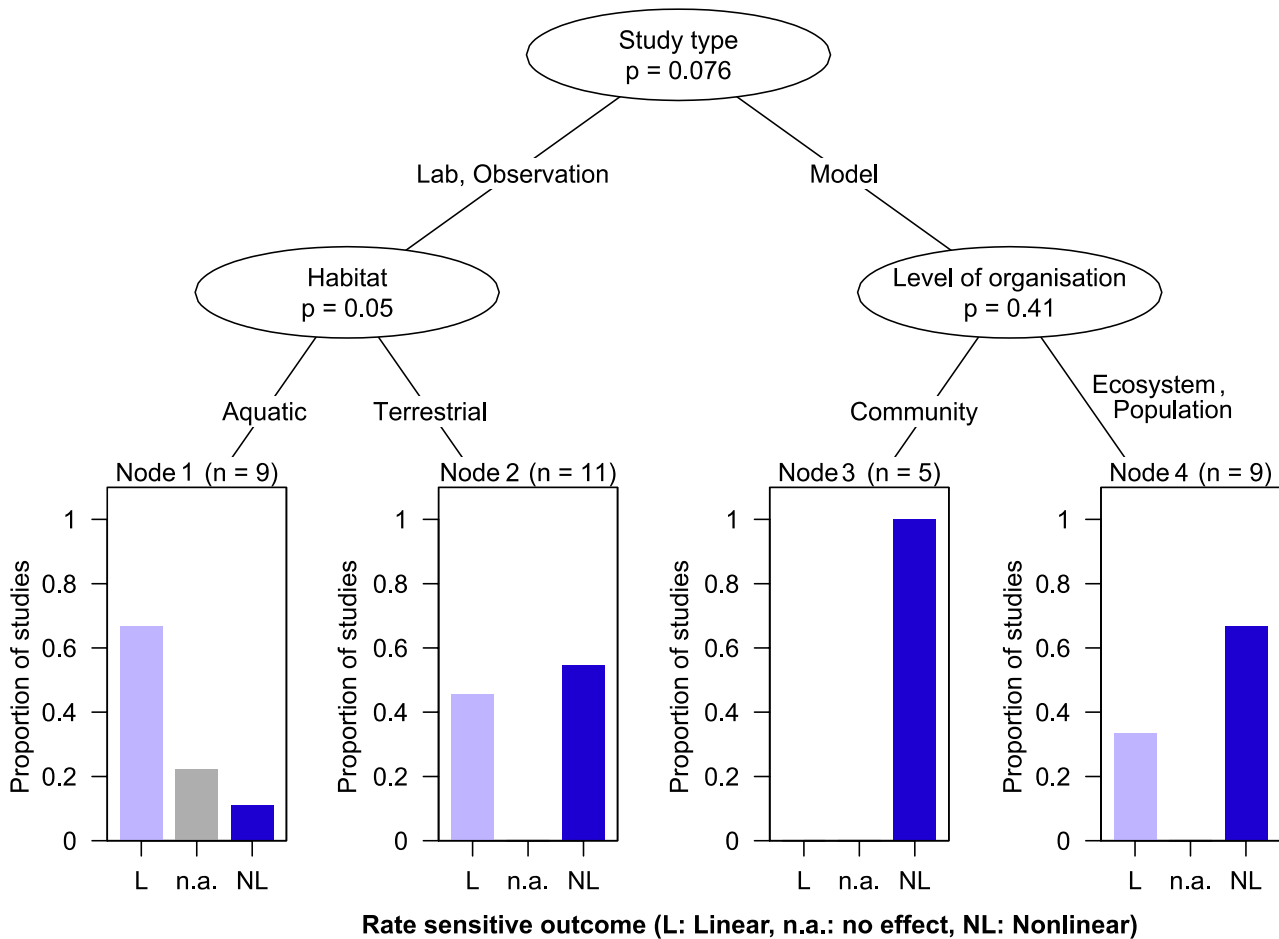 Study type
p = 0.076
Lab, Observation
Model
Habitat
p = 0.05
Level of organisation
p = 0.41
Aquatic
Terrestrial
Community
Ecosystem,
Population
Node 1 (n = 9)
Node 2 (n = 11)
Node 3 (n = 5)
Node 4 (n = 9)
Proportion of studies
1
0.8
0.6
0.4
0.2
0
L n.a. NL
Proportion of studies
1
0.8
0.6
0.4
0.2
0
L n.a. NL
Proportion of studies
1
0.8
0.6
0.4
0.2
0
L n.a. NL
Proportion of studies
1
0.8
0.6
0.4
0.2
0
L n.a. NL
Rate sensitive outcome (L: Linear, n.a.: no effect, NL: Nonlinear)